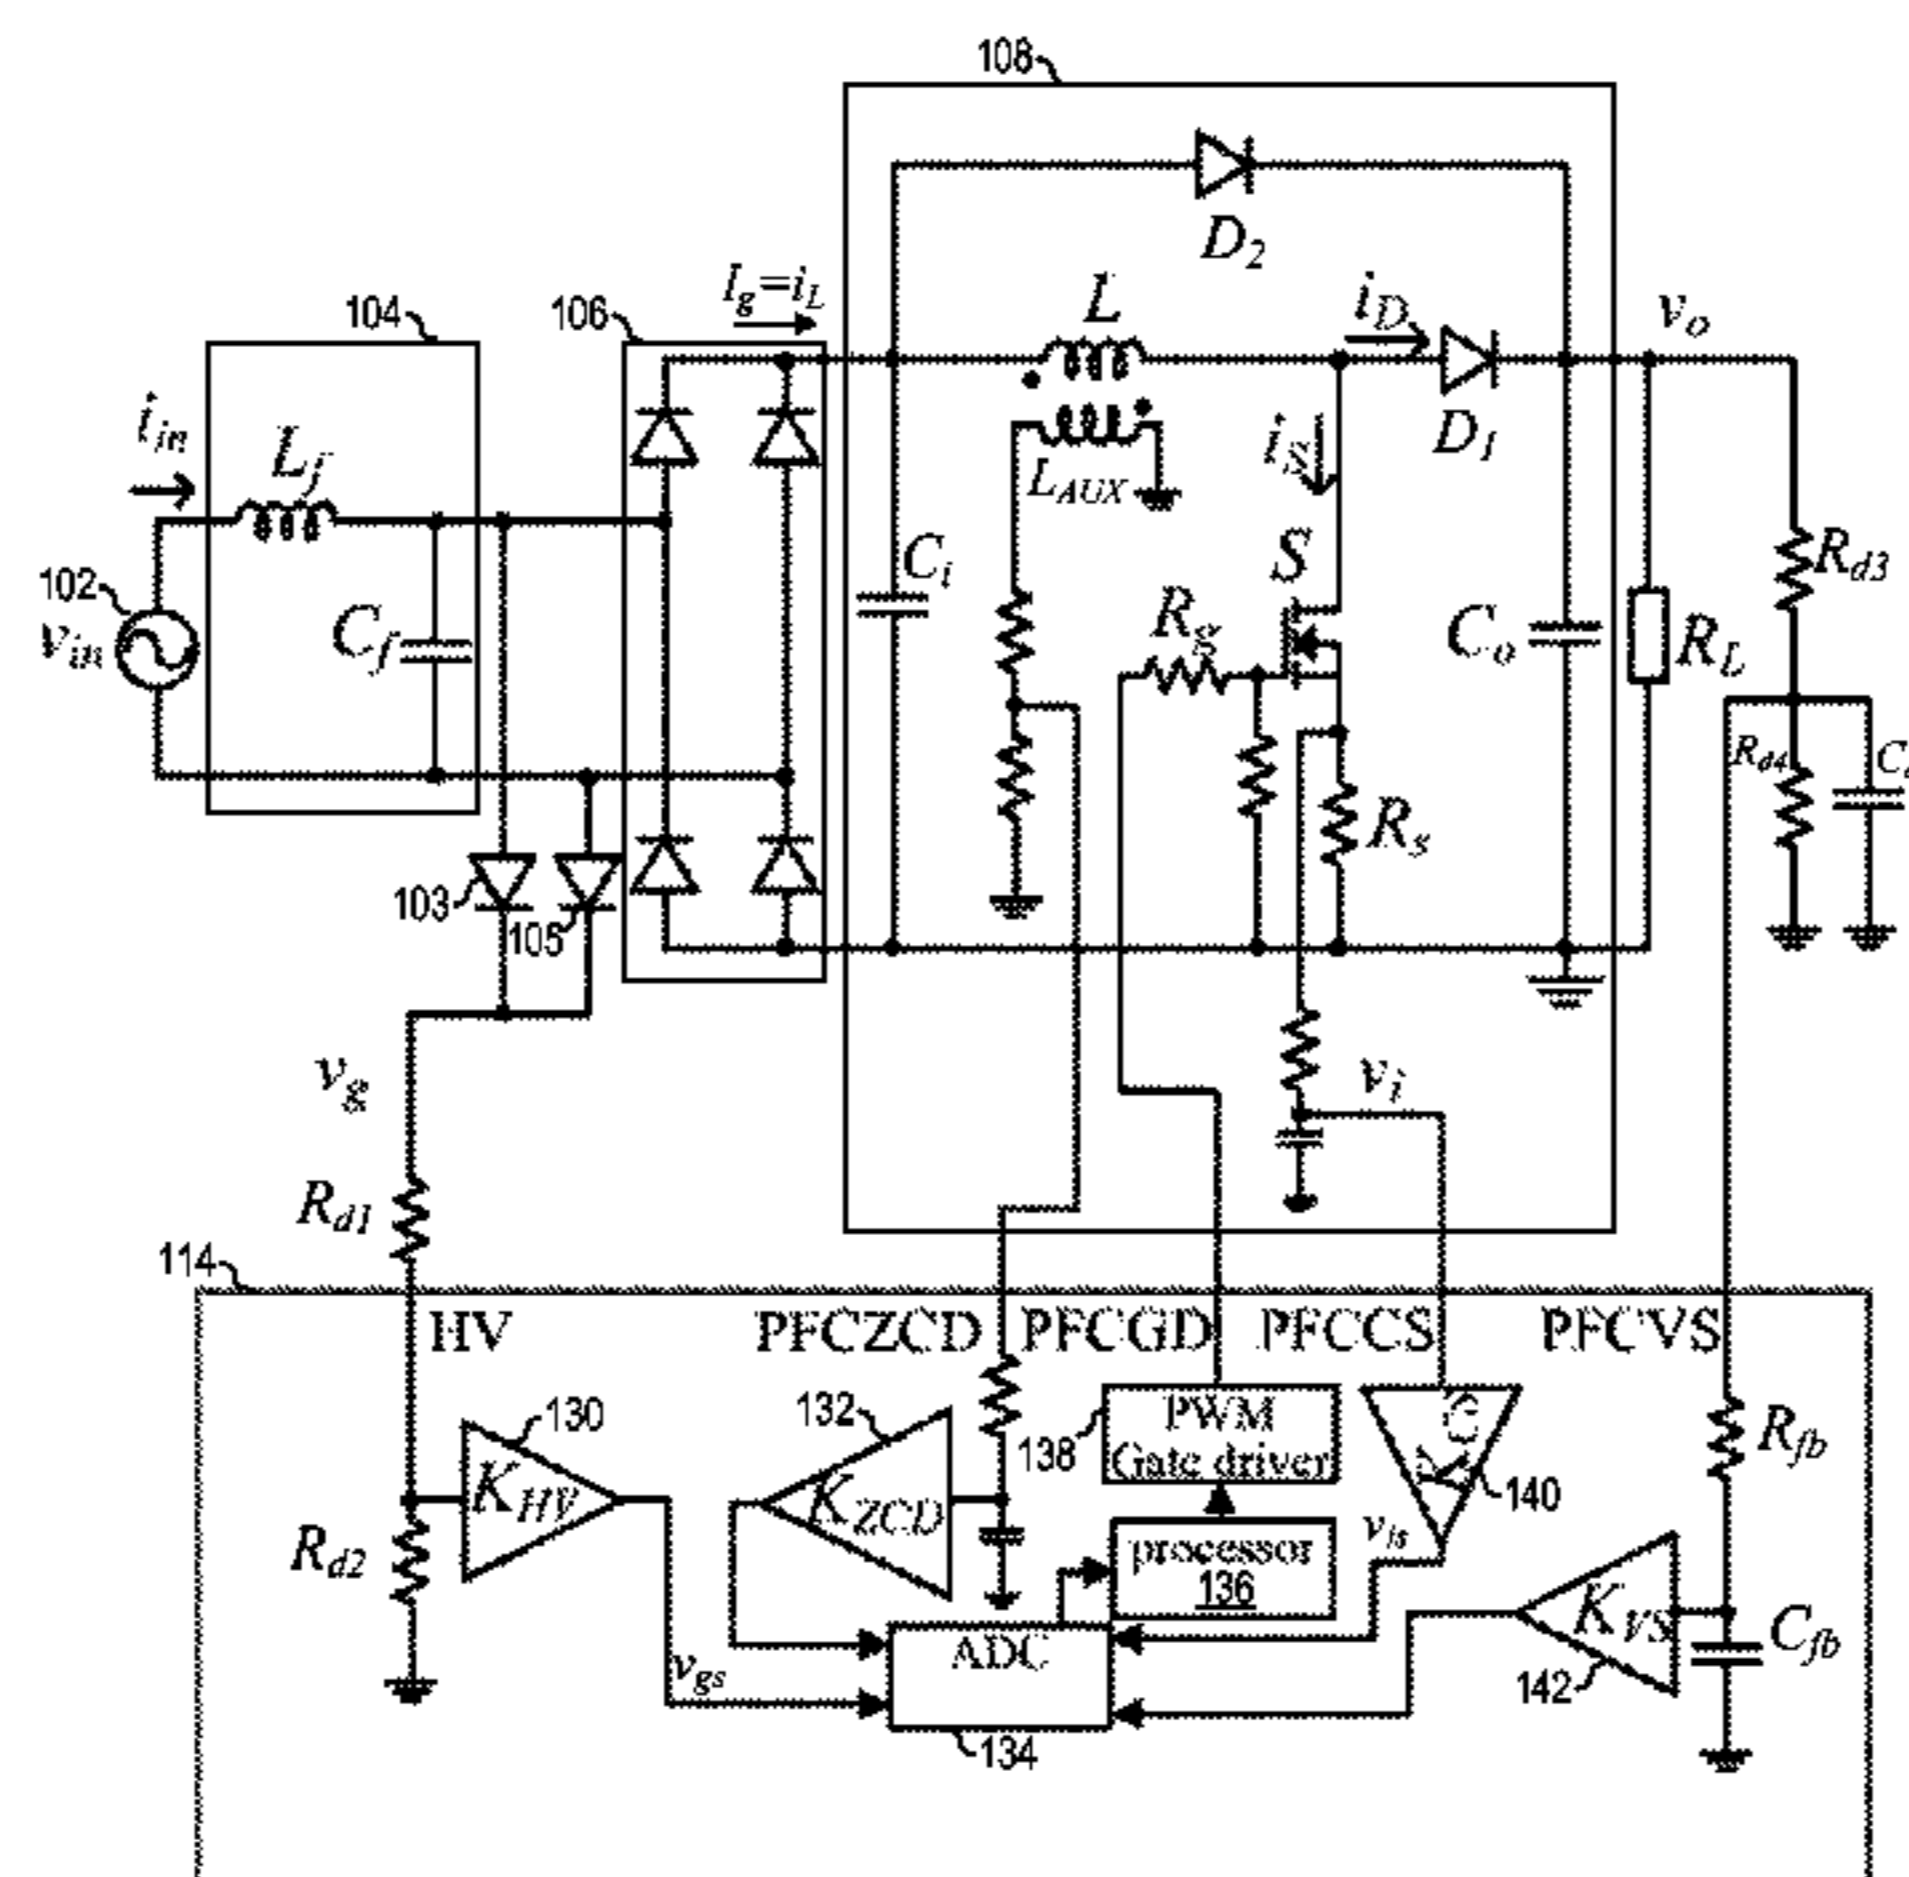 108
D2
Ig=iL
L
iD
vo
104
106
iin
Lf
D1
iS
LAUX
102
vin
Cf
Ci
S
Rg
Co
RL
Rd3
Rd4
Rs
103
105
vg
vi
Rd1
114
HV
PFCZCD
PFCGD
PFCCS
PFCVS
130
132
138
PWM
Gate driver
140
Rfb
KHV
KZCD
Rd2
processor
136
vis
KVS
Cfb
ADC
vgs
142
134